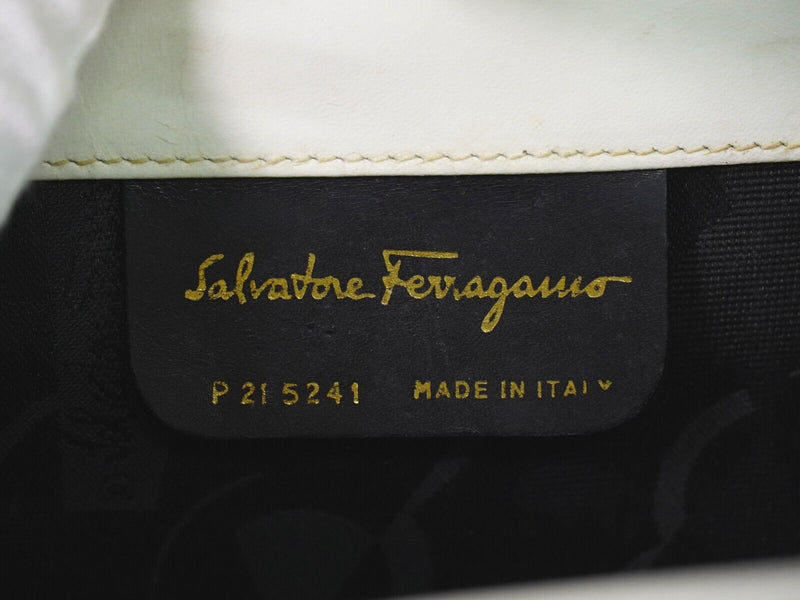 Salvatore Ferragamo
P 21 5241 MADE IN ITALY